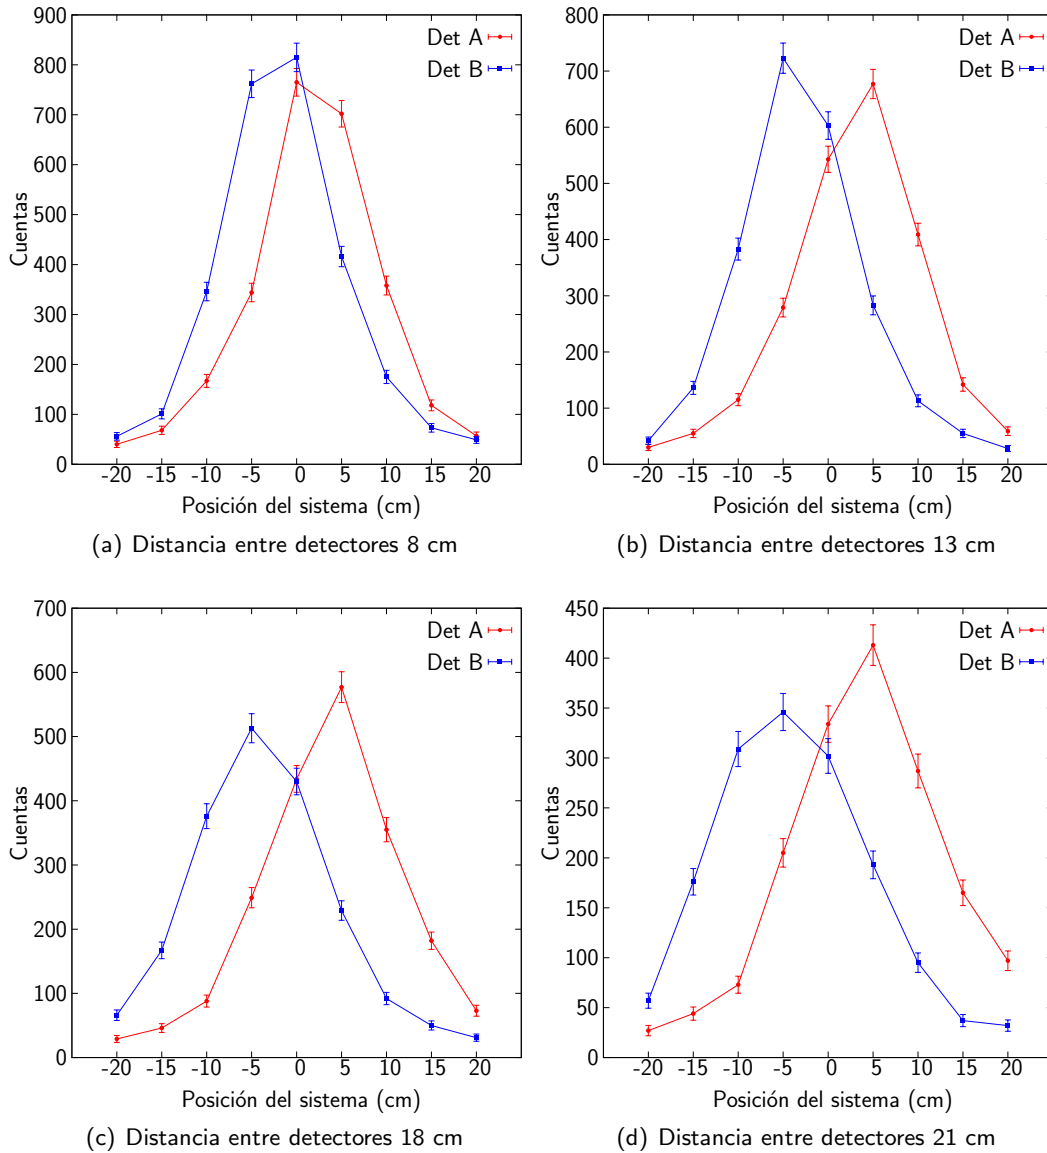 900
800
700
600
500
400
300
200
100
0
-20 -15 -10 -5 0 5 10 15 20
Cuentas
Posición del sistema (cm)
Det A
Det B
(a) Distancia entre detectores 8 cm
800
700
600
500
400
300
200
100
0
-20 -15 -10 -5 0 5 10 15 20
Cuentas
Posición del sistema (cm)
Det A
Det B
(b) Distancia entre detectores 13 cm
700
600
500
400
300
200
100
0
-20 -15 -10 -5 0 5 10 15 20
Cuentas
Posición del sistema (cm)
Det A
Det B
(c) Distancia entre detectores 18 cm
450
400
350
300
250
200
150
100
50
0
-20 -15 -10 -5 0 5 10 15 20
Cuentas
Posición del sistema (cm)
Det A
Det B
(d) Distancia entre detectores 21 cm